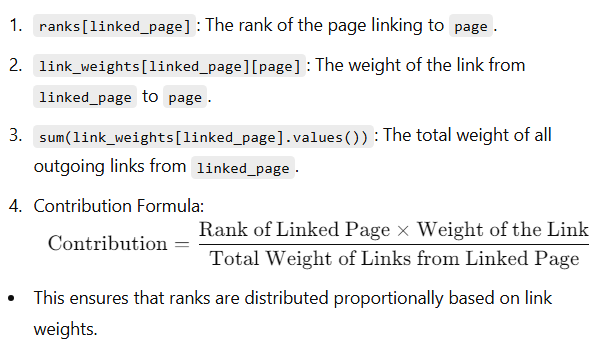 1. ranks[linked_page] : The rank of the page linking to page .
2. link_weights[linked_page][page] : The weight of the link from
linked_page to page .
3. sum(link_weights[linked_page].values()) : The total weight of all
outgoing links from linked_page .
4. Contribution Formula:
Contribution = Rank of Linked Page × Weight of the Link
Total Weight of Links from Linked Page
• This ensures that ranks are distributed proportionally based on link
weights.